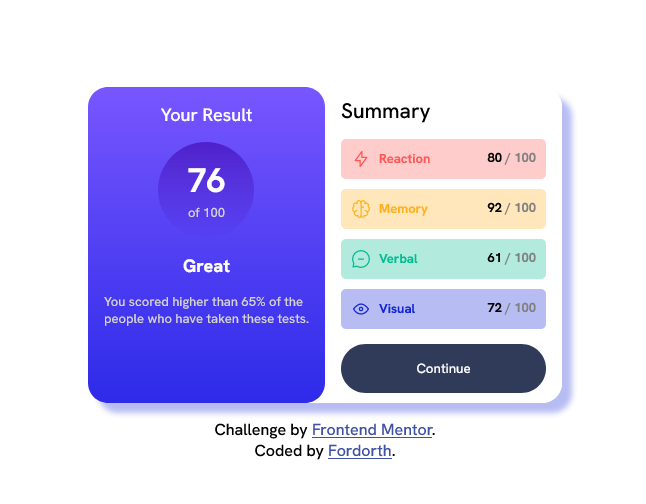 Your Result
76
of 100
Great
You scored higher than 65% of the
people who have taken these tests.
Summary
Reaction 80 / 100
Memory 92 / 100
Verbal 61 / 100
Visual 72 / 100
Continue
Challenge by Frontend Mentor.
Coded by Fordorth.